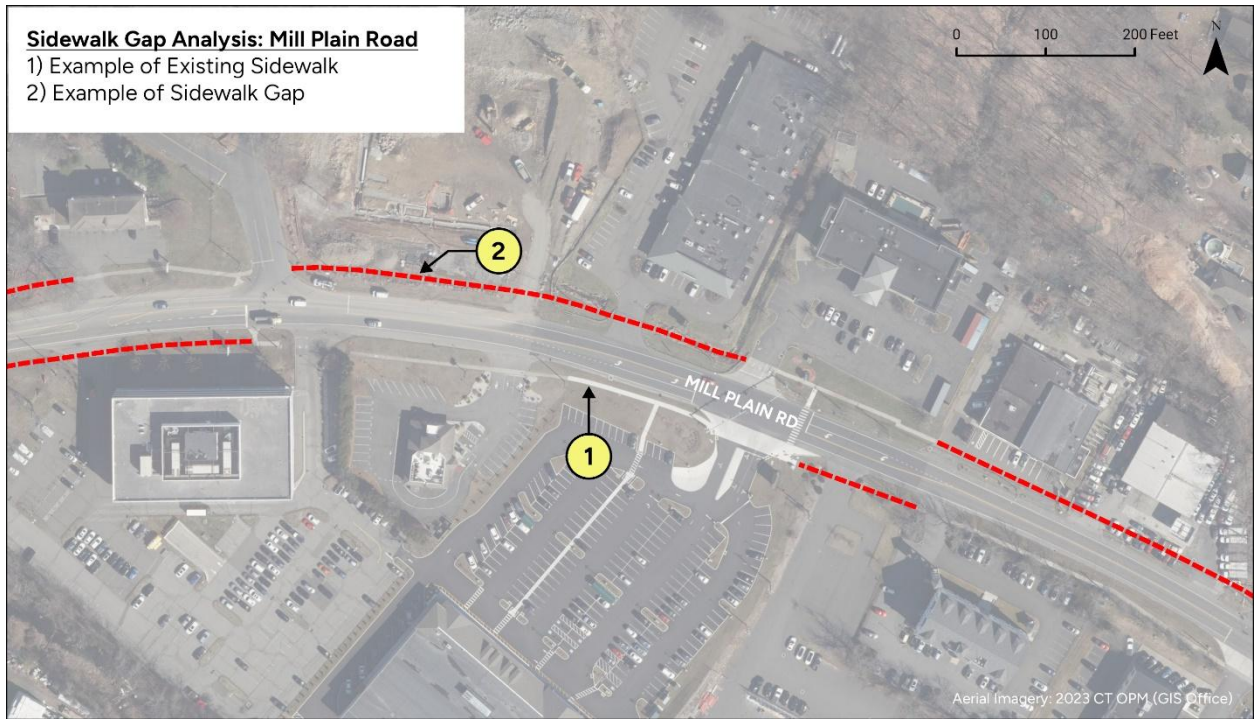 Sidewalk Gap Analysis: Mill Plain Road
1) Example of Existing Sidewalk
2) Example of Sidewalk Gap
0 100 200 Feet
N
2
MILL PLAIN RD
1
Aerial Imagery: 2023 CT OPM (GIS Office)